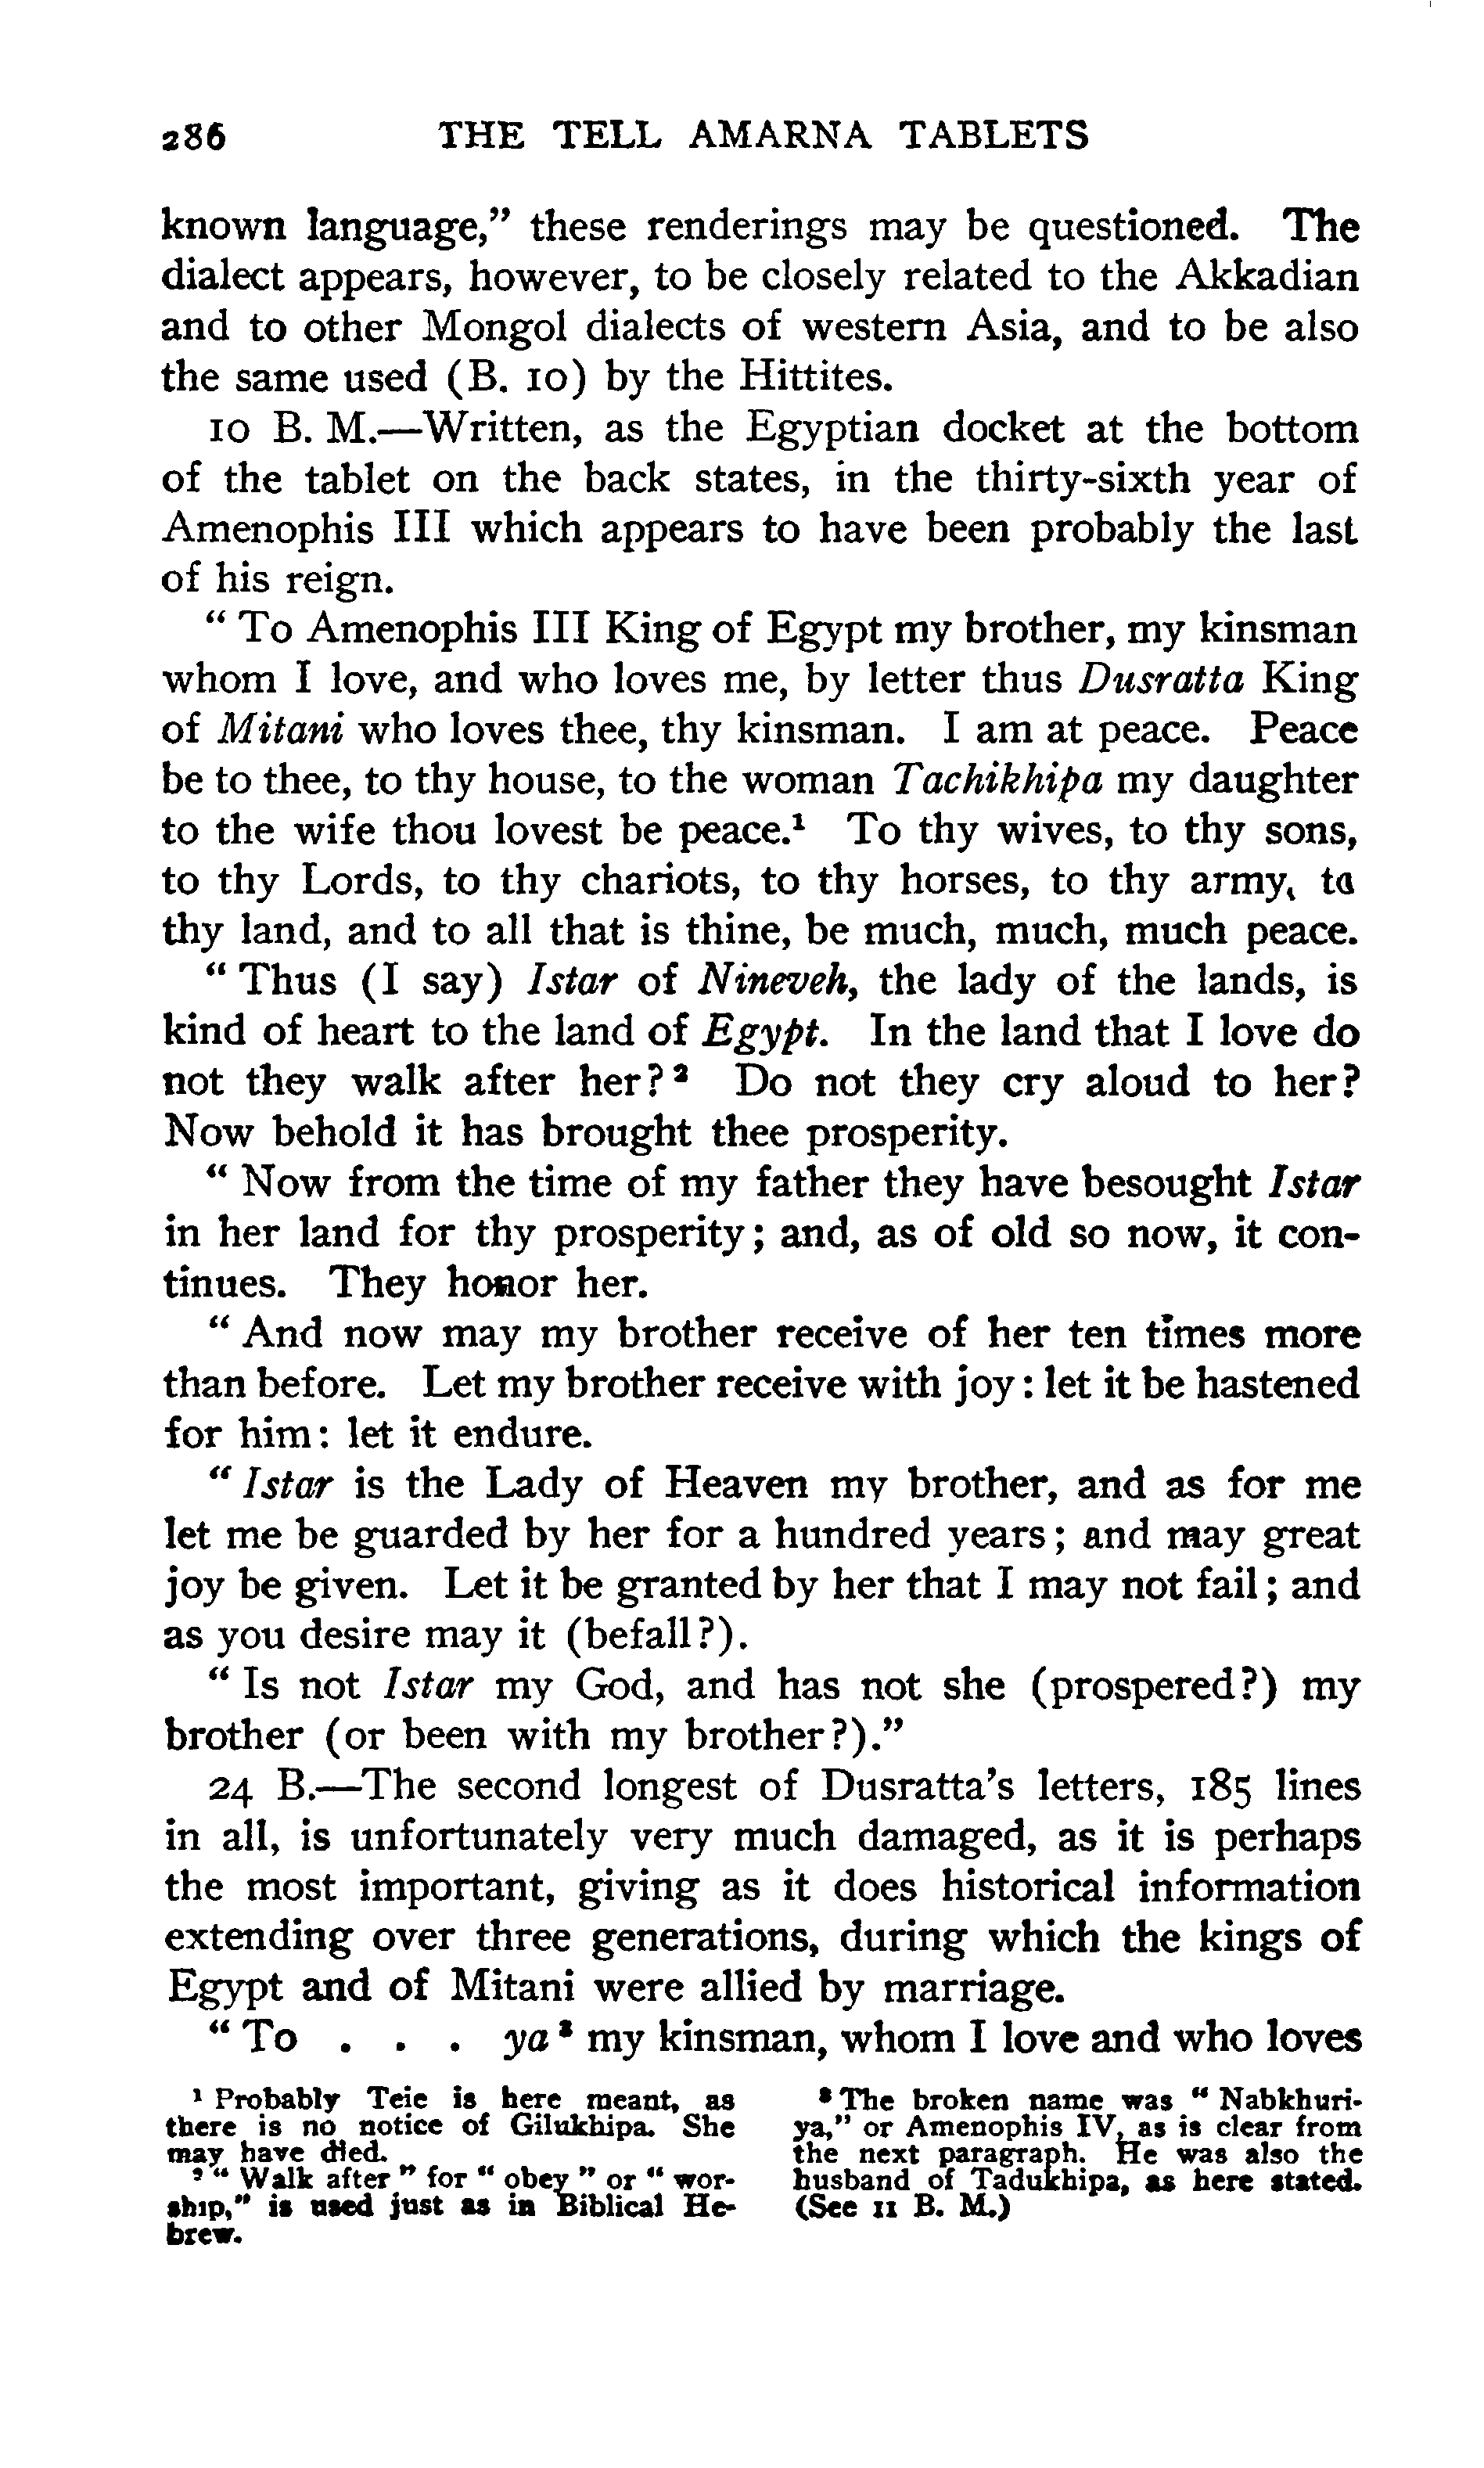 286 THE TELL AMARNA TABLETS
known language,” these renderings may be questioned. The
dialect appears, however, to be closely related to the Akkadian
and to other Mongol dialects of western Asia, and to be also
the same used (B. 10) by the Hittites.
10 B. M.—Written, as the Egyptian docket at the bottom
of the tablet on the back states, in the thirty-sixth year of
Amenophis III which appears to have been probably the last
of his reign.
“ To Amenophis III King of Egypt my brother, my kinsman
whom I love, and who loves me, by letter thus Dusratta King
of Mitani who loves thee, thy kinsman. I am at peace. Peace
be to thee, to thy house, to the woman Tachikhipa my daughter
to the wife thou lovest be peace.¹ To thy wives, to thy sons,
to thy Lords, to thy chariots, to thy horses, to thy army, to
thy land, and to all that is thine, be much, much, much peace.
“ Thus (I say) Istar of Nineveh, the lady of the lands, is
kind of heart to the land of Egypt. In the land that I love do
not they walk after her? ² Do not they cry aloud to her?
Now behold it has brought thee prosperity.
“ Now from the time of my father they have besought Istar
in her land for thy prosperity; and, as of old so now, it con-
tinues. They honor her.
“ And now may my brother receive of her ten times more
than before. Let my brother receive with joy: let it be hastened
for him: let it endure.
“ Istar is the Lady of Heaven my brother, and as for me
let me be guarded by her for a hundred years; and may great
joy be given. Let it be granted by her that I may not fail; and
as you desire may it (befall?).
“ Is not Istar my God, and has not she (prospered?) my
brother (or been with my brother?).”
24 B.—The second longest of Dusratta’s letters, 185 lines
in all, is unfortunately very much damaged, as it is perhaps
the most important, giving as it does historical information
extending over three generations, during which the kings of
Egypt and of Mitani were allied by marriage.
“ To . . . ya ³ my kinsman, whom I love and who loves
¹ Probably Teie is here meant, as
there is no notice of Gilukhipa. She
may have died.
² “ Walk after ” for “ obey ” or “ wor-
ship,” is used just as in Biblical He-
brew.
³ The broken name was “ Nabkhuri-
ya,” or Amenophis IV, as is clear from
the next paragraph. He was also the
husband of Tadukhipa, as here stated.
(See 11 B. M.)